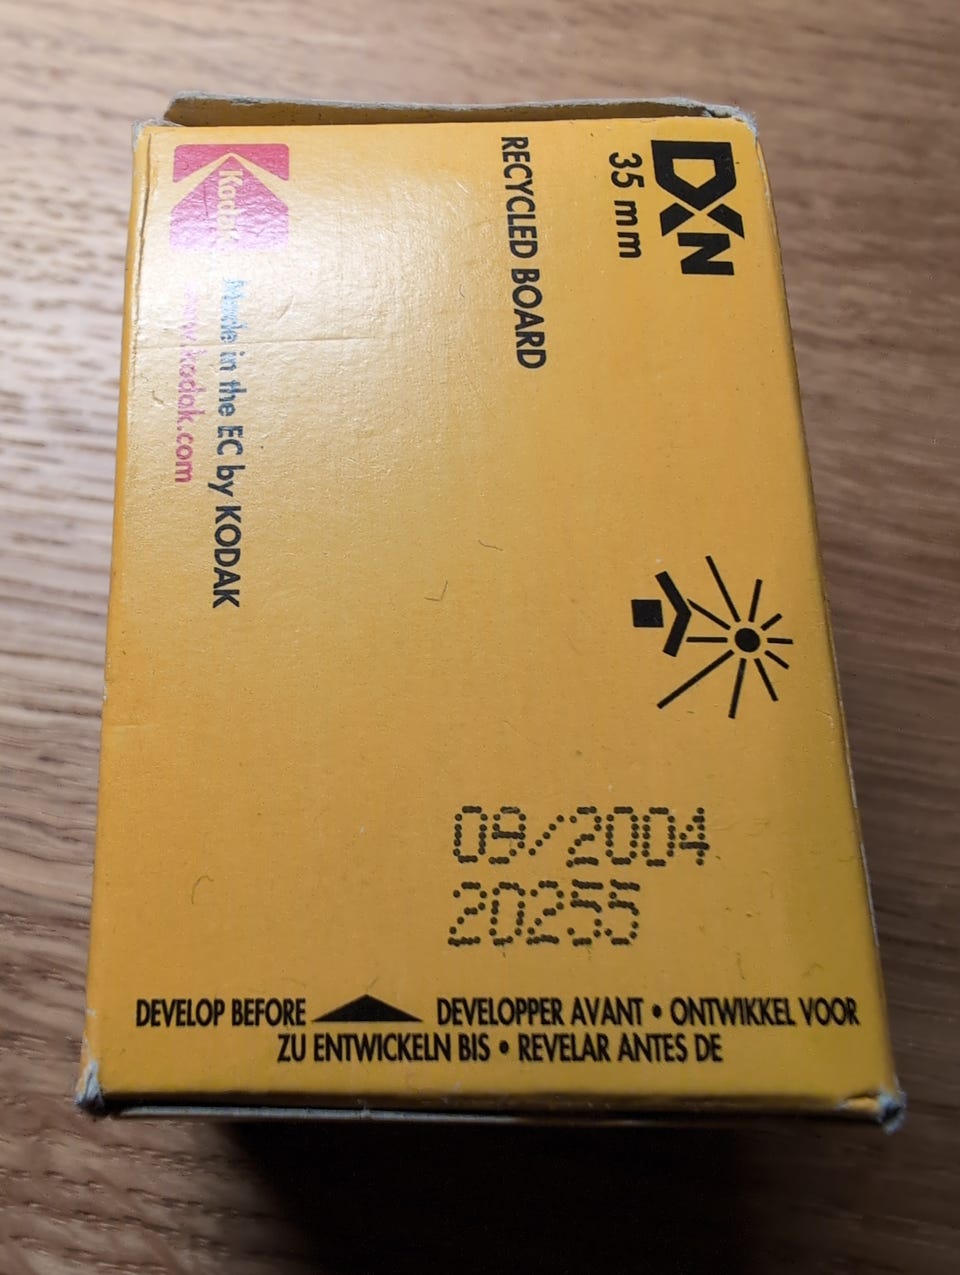 DXN
35 mm
RECYCLED BOARD
Kodak
Made in the EC by KODAK
www.kodak.com
09/2004
20255
DEVELOP BEFORE ▲ DEVELOPPER AVANT • ONTWIKKEL VOOR
ZU ENTWICKELN BIS • REVELAR ANTES DE